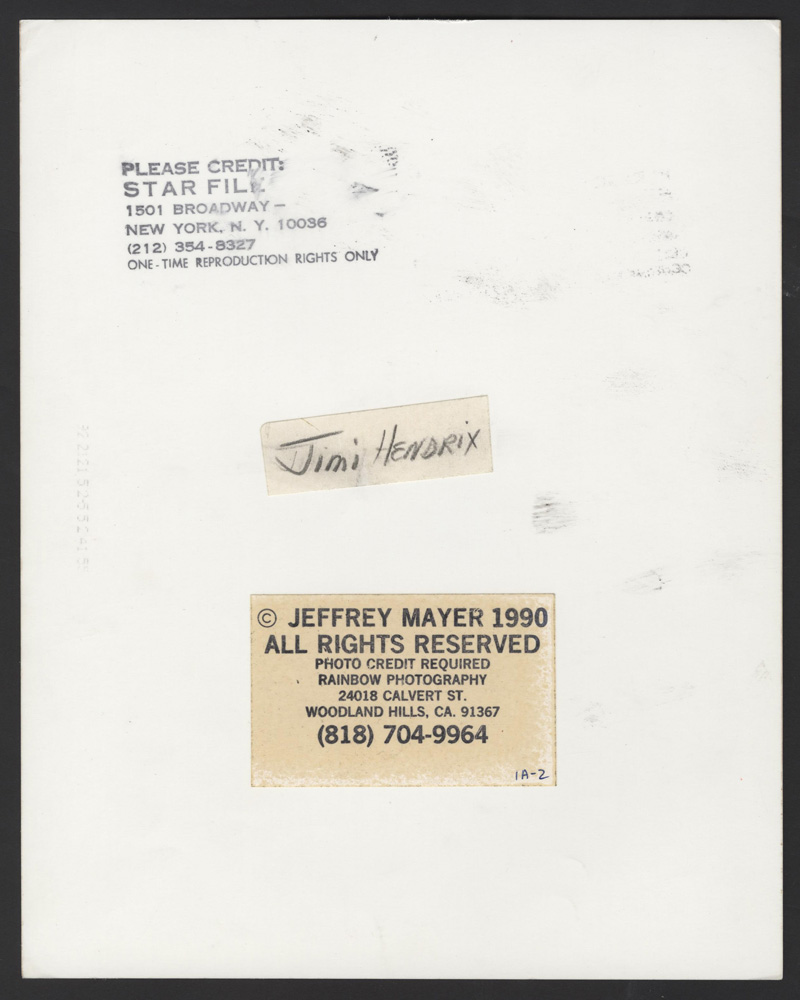 PLEASE CREDIT:
STAR FILE
1501 BROADWAY –
NEW YORK, N. Y. 10036
(212) 354-8327
ONE-TIME REPRODUCTION RIGHTS ONLY
Jimi HENDRIX
© JEFFREY MAYER 1990
ALL RIGHTS RESERVED
PHOTO CREDIT REQUIRED
RAINBOW PHOTOGRAPHY
24018 CALVERT ST.
WOODLAND HILLS, CA. 91367
(818) 704-9964
1A-2